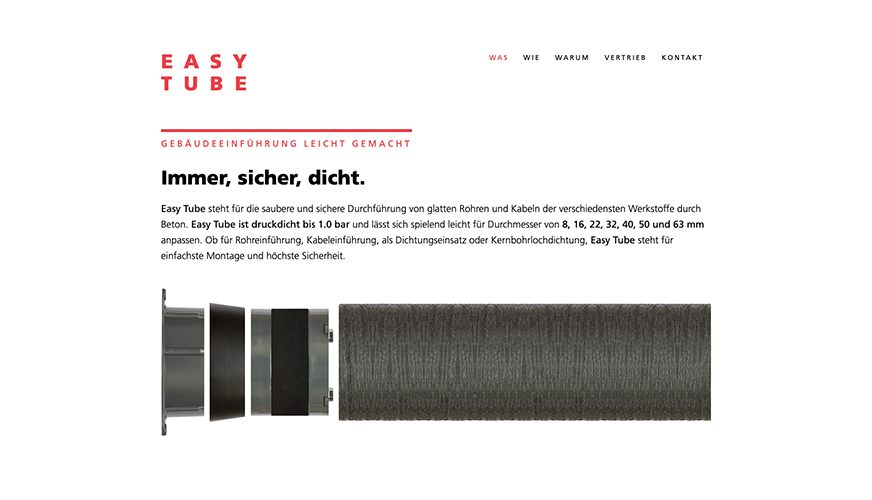 EASY
TUBE
WAS WIE WARUM VERTRIEB KONTAKT
GEBÄUDEEINFÜHRUNG LEICHT GEMACHT
Immer, sicher, dicht.
Easy Tube steht für die saubere und sichere Durchführung von glatten Rohren und Kabeln der verschiedensten Werkstoffe durch
Beton. Easy Tube ist druckdicht bis 1.0 bar und lässt sich spielend leicht für Durchmesser von 8, 16, 22, 32, 40, 50 und 63 mm
anpassen. Ob für Rohreinführung, Kabeleinführung, als Dichtungseinsatz oder Kernbohrlochdichtung, Easy Tube steht für
einfachste Montage und höchste Sicherheit.